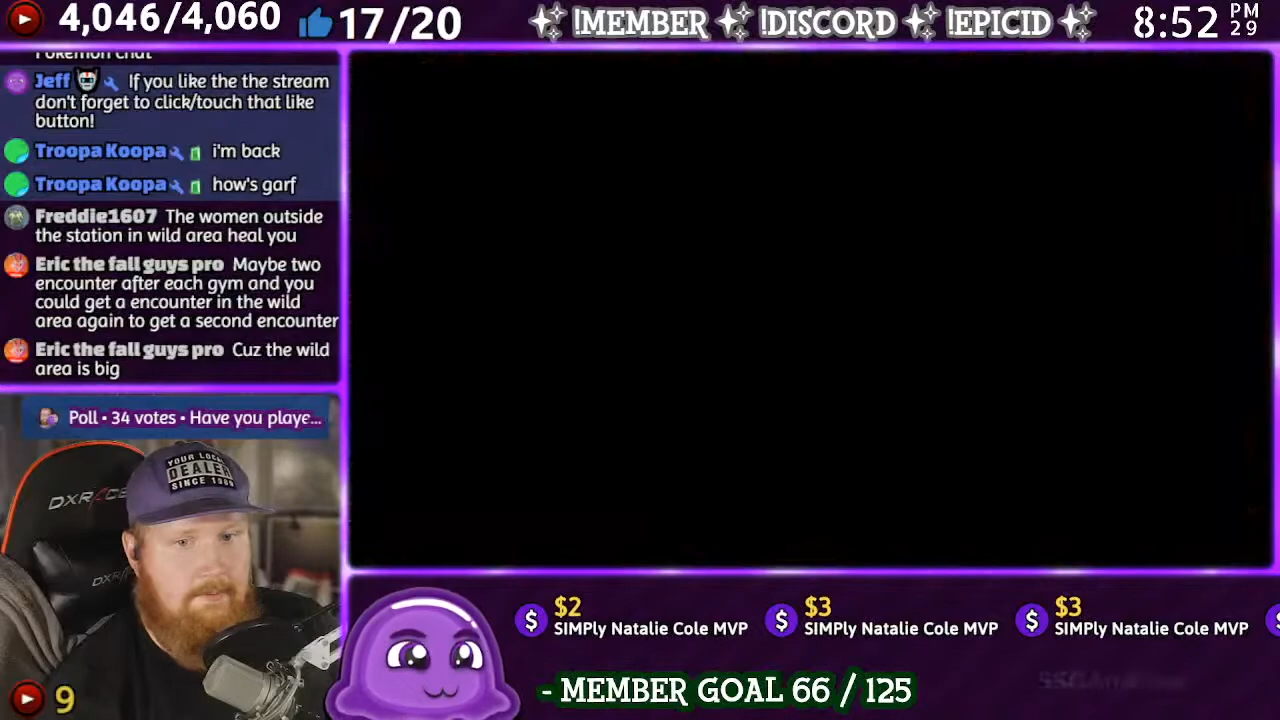 4,046/4,060
17/20
!MEMBER !DISCORD !EPICID
8:52 PM
29
Pokemon chat
Jeff If you like the the stream
don't forget to click/touch that like
button!
Troopa Koopa i'm back
Troopa Koopa how's garf
Freddie1607 The women outside
the station in wild area heal you
Eric the fall guys pro Maybe two
encounter after each gym and you
could get a encounter in the wild
area again to get a second encounter
Eric the fall guys pro Cuz the wild
area is big
Poll • 34 votes • Have you playe...
YOUR LOCAL
DEALER
SINCE 1989
DXRACE
DXR
9
$ $2
SIMPly Natalie Cole MVP
$ $3
SIMPly Natalie Cole MVP
$ $3
SIMPly Natalie Cole MVP
- MEMBER GOAL 66 / 125